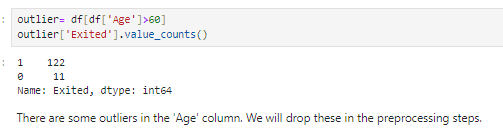 : outlier= df[df['Age']>60]
outlier['Exited'].value_counts()
: 1    122
0     11
Name: Exited, dtype: int64
There are some outliers in the 'Age' column. We will drop these in the preprocessing steps.